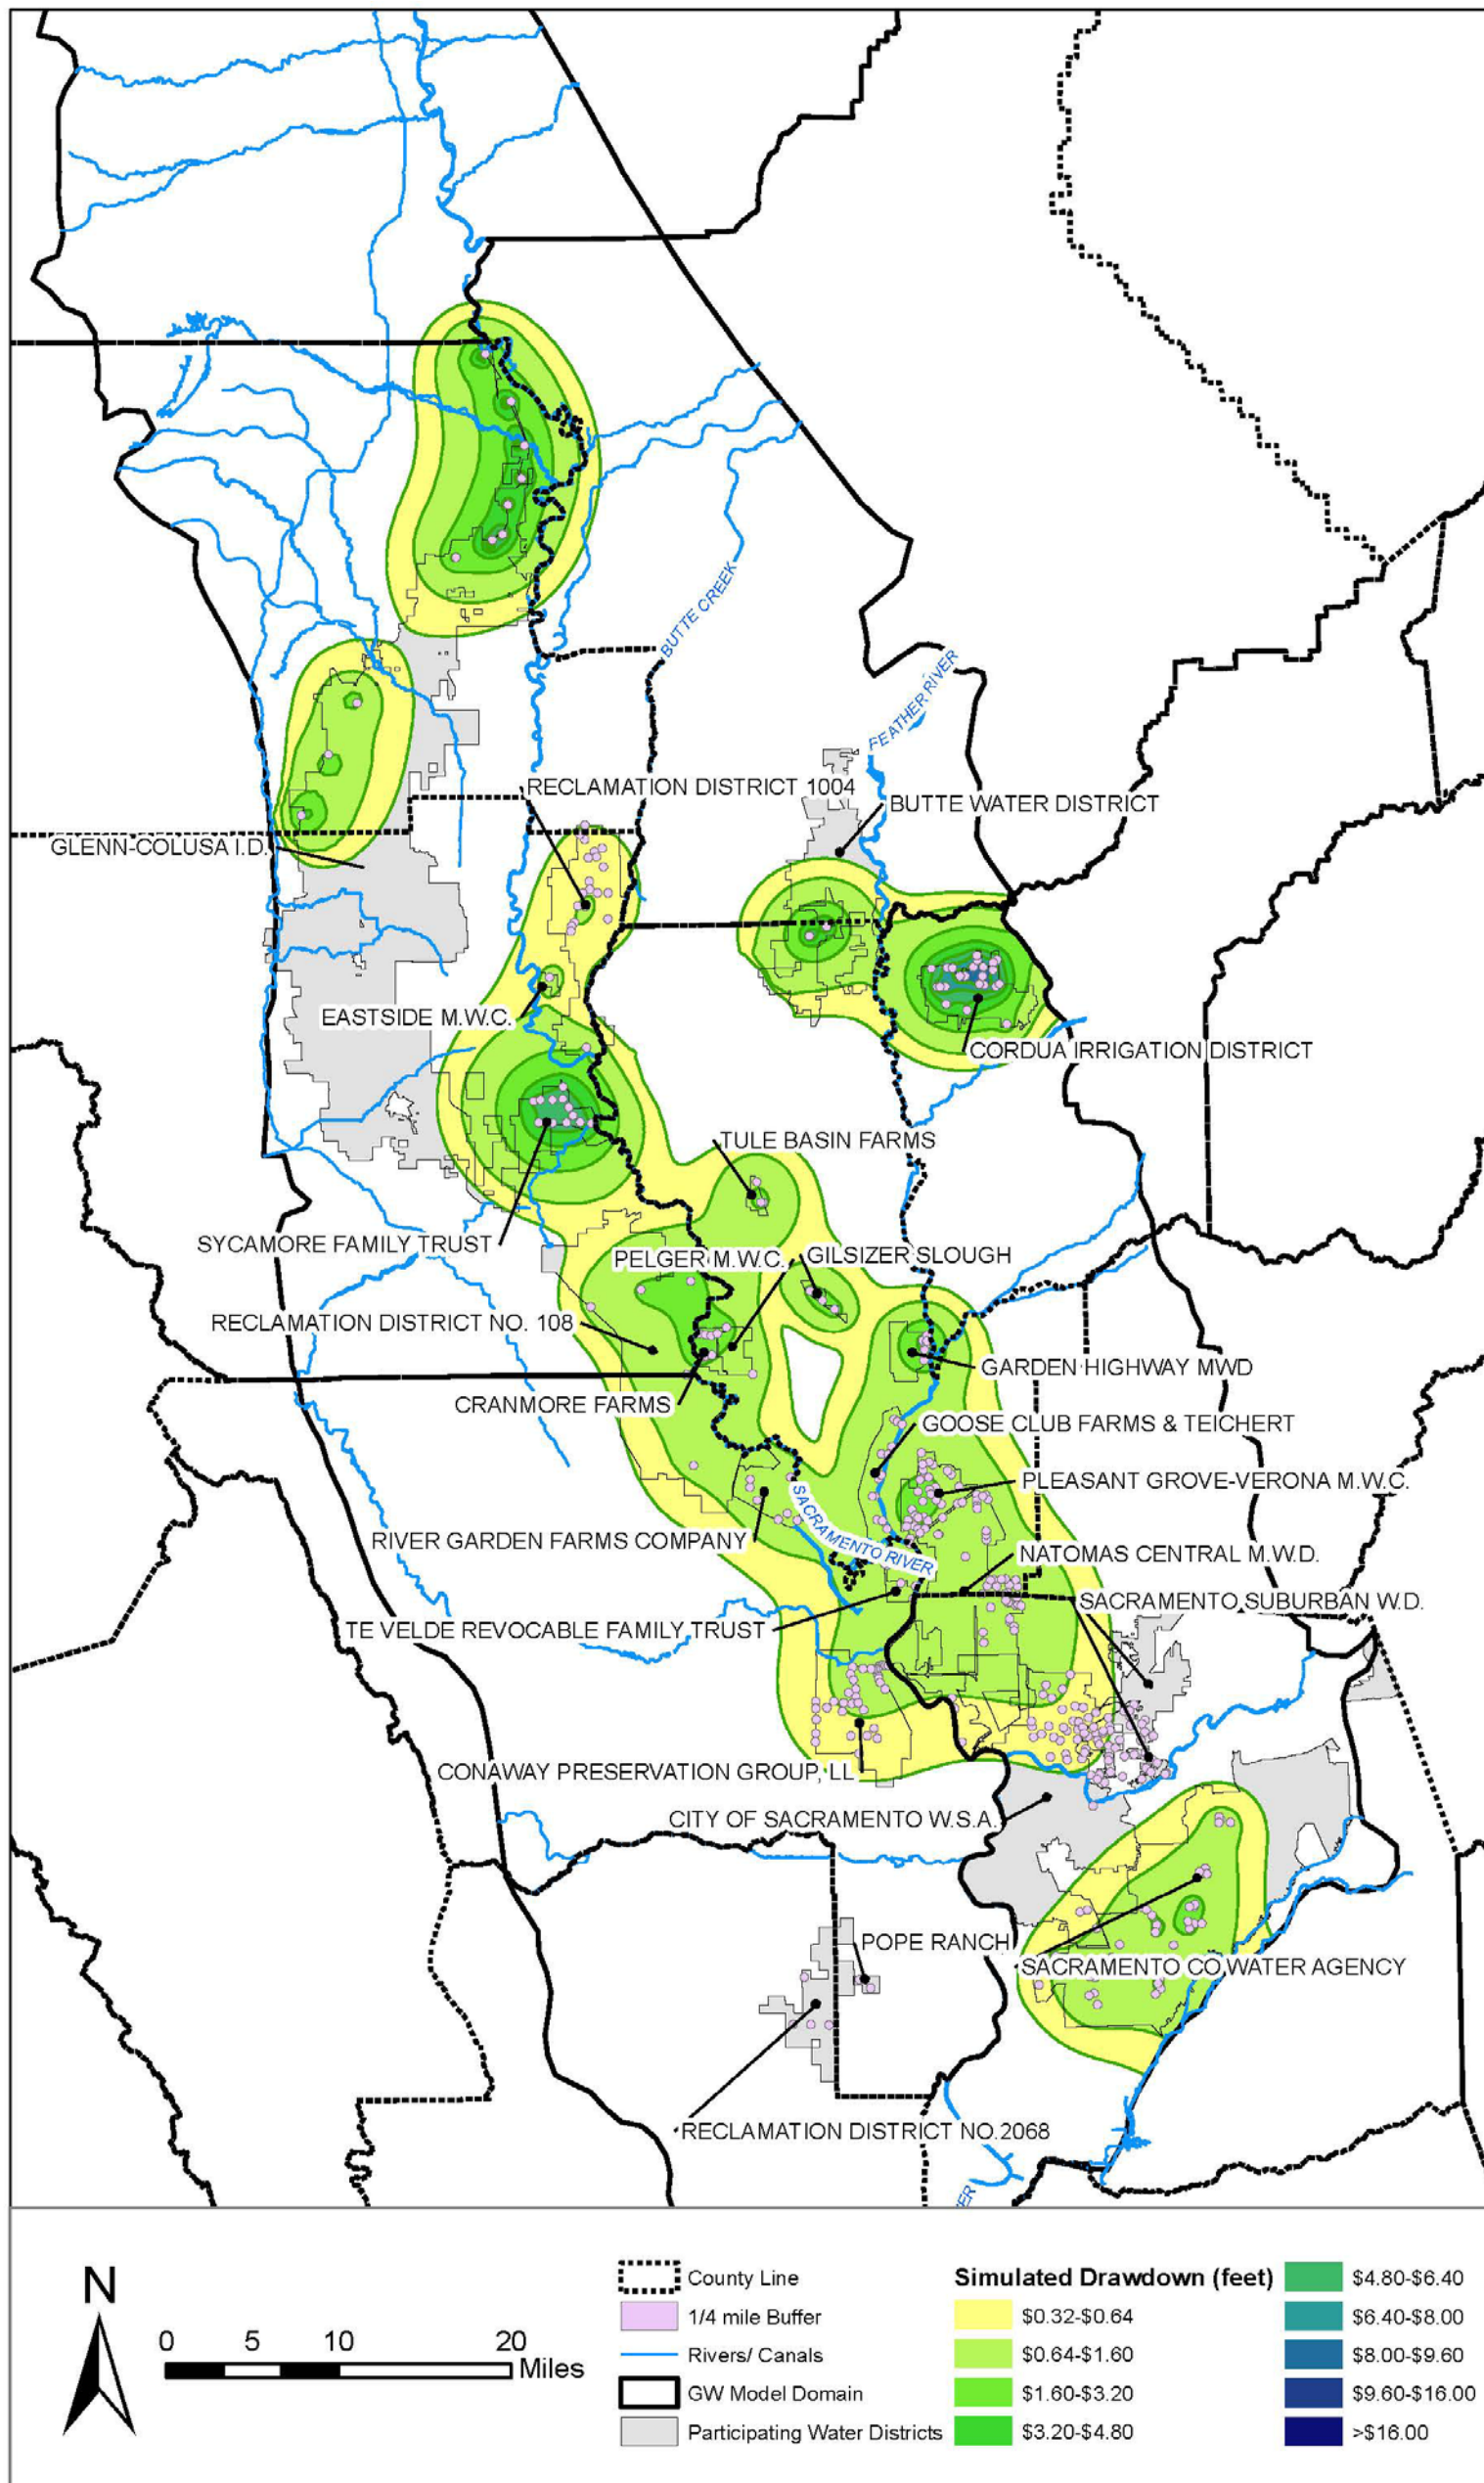 BUTTE CREEK
FEATHER RIVER
RECLAMATION DISTRICT 1004
BUTTE WATER DISTRICT
GLENN-COLUSA I.D.
EASTSIDE M.W.C.
CORDUA IRRIGATION DISTRICT
TULE BASIN FARMS
SYCAMORE FAMILY TRUST
PELGER M.W.C.
GILSIZER SLOUGH
RECLAMATION DISTRICT NO. 108
GARDEN HIGHWAY MWD
CRANMORE FARMS
GOOSE CLUB FARMS & TEICHERT
PLEASANT GROVE-VERONA M.W.C.
SACRAMENTO RIVER
RIVER GARDEN FARMS COMPANY
NATOMAS CENTRAL M.W.D.
SACRAMENTO SUBURBAN W.D.
TE VELDE REVOCABLE FAMILY TRUST
CONAWAY PRESERVATION GROUP, LL
CITY OF SACRAMENTO W.S.A.
POPE RANCH
SACRAMENTO CO WATER AGENCY
RECLAMATION DISTRICT NO.2068
ER
N
0 5 10 20
Miles
County Line
1/4 mile Buffer
Rivers/ Canals
GW Model Domain
Participating Water Districts
Simulated Drawdown (feet)
$0.32-$0.64
$0.64-$1.60
$1.60-$3.20
$3.20-$4.80
$4.80-$6.40
$6.40-$8.00
$8.00-$9.60
$9.60-$16.00
>$16.00